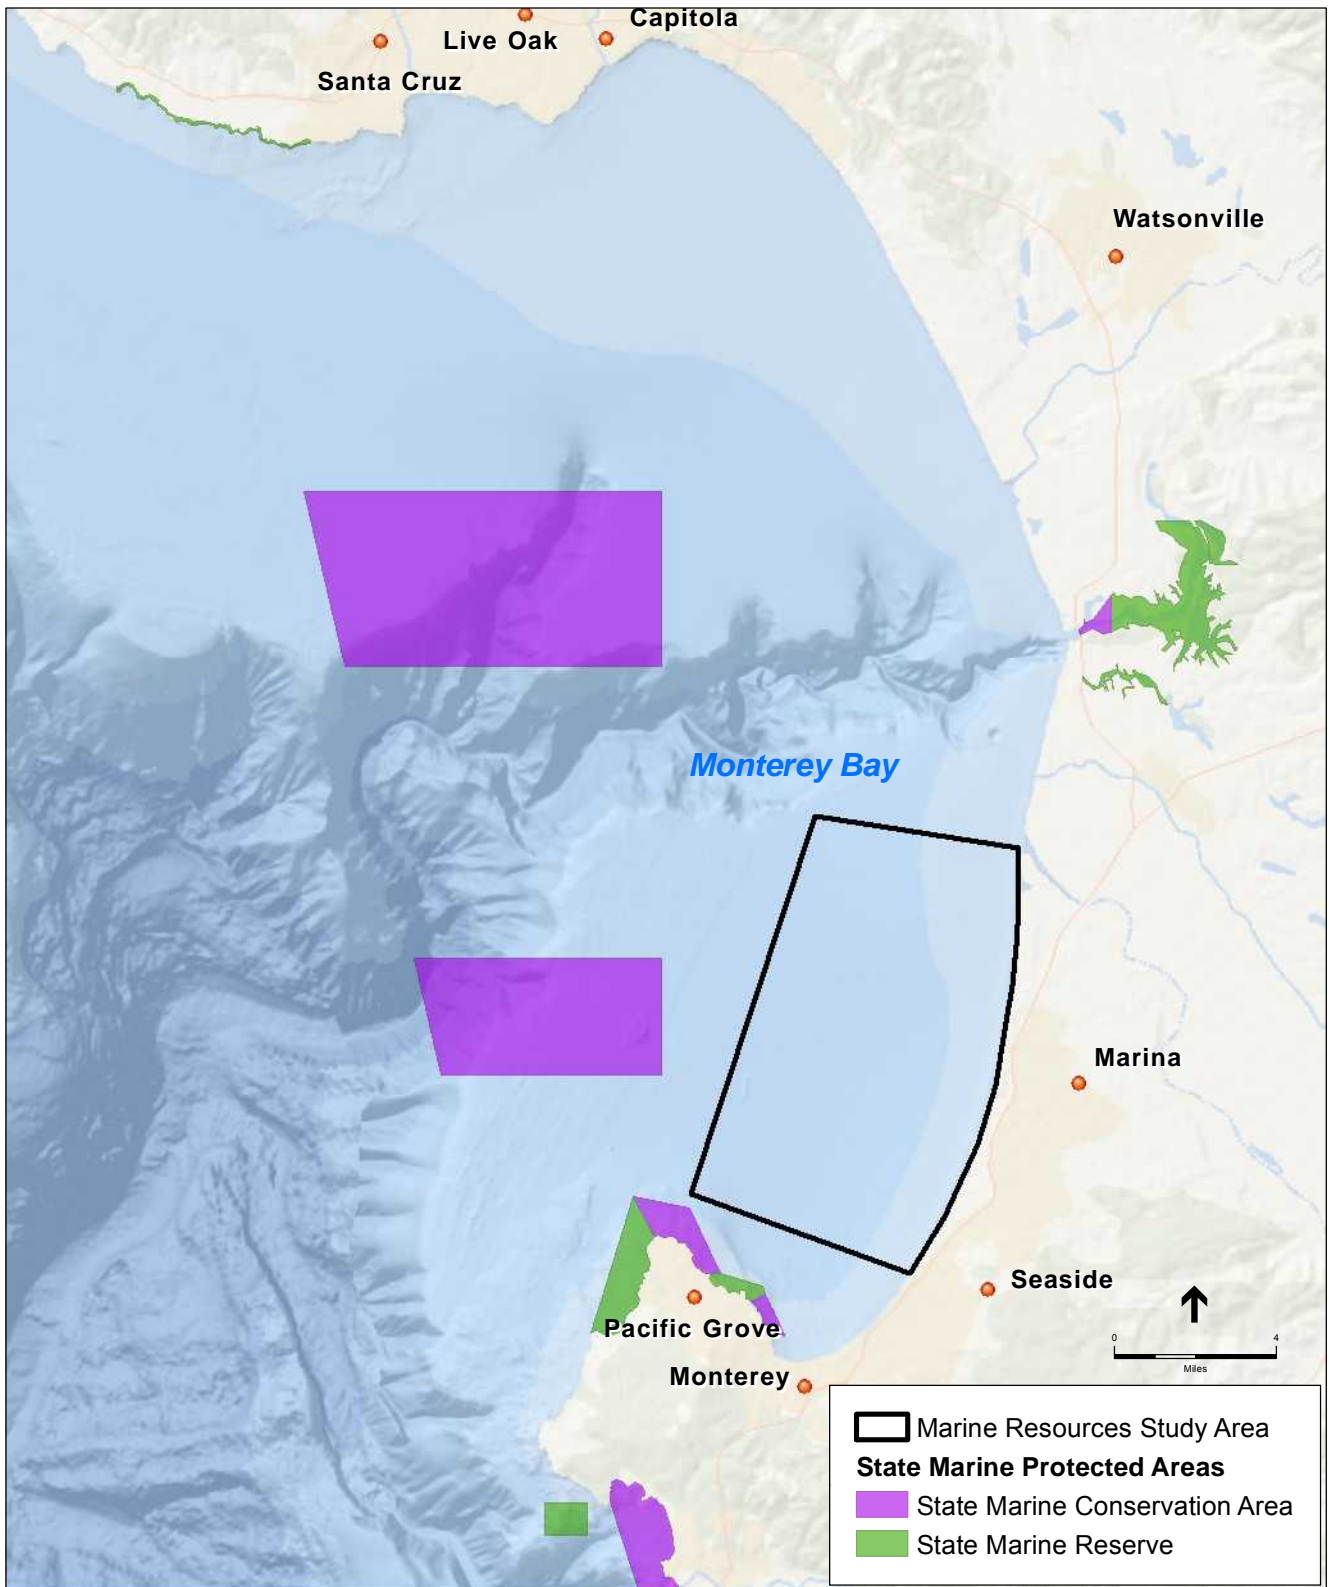 Capitola
Live Oak
Santa Cruz
Watsonville
Monterey Bay
Marina
Seaside
Pacific Grove
0 4
Miles
Monterey
Marine Resources Study Area
State Marine Protected Areas
State Marine Conservation Area
State Marine Reserve